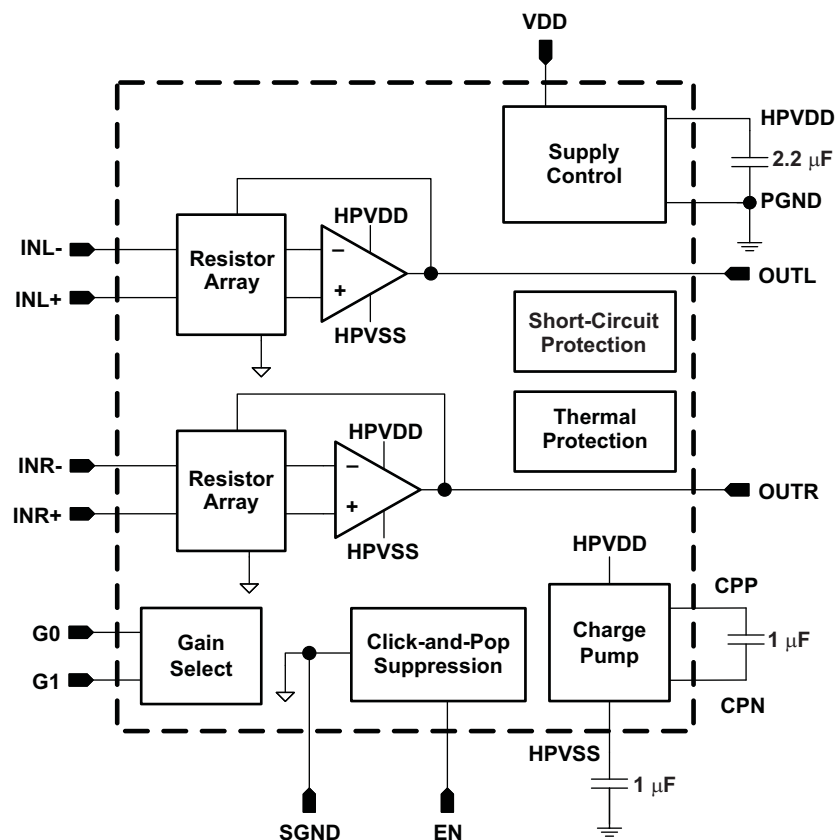 VDD
HPVDD
Supply
Control
2.2 μF
PGND
HPVDD
INL-
Resistor
Array
−
INL+
+
OUTL
HPVSS
Short-Circuit
Protection
Thermal
Protection
HPVDD
INR-
Resistor
Array
−
INR+
+
OUTR
HPVSS
HPVDD
CPP
G0
Gain
Select
Click-and-Pop
Suppression
Charge
Pump
1 μF
G1
CPN
HPVSS
1 μF
SGND
EN